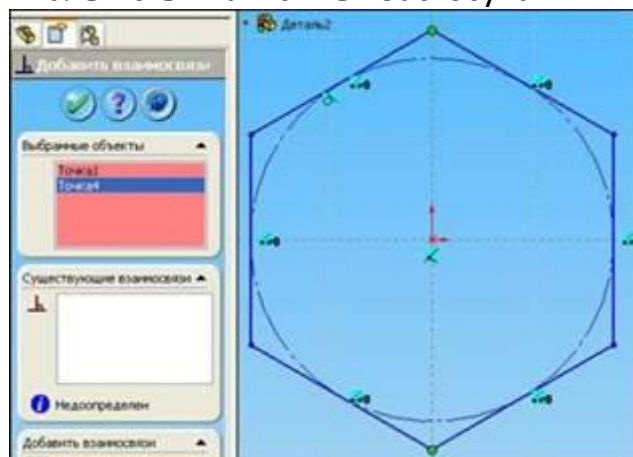 Деталь2
Добавить взаимосвязи
Выбранные объекты
Точка1
Точка4
Существующие взаимосвязи
Недоопределен
Добавить взаимосвязи